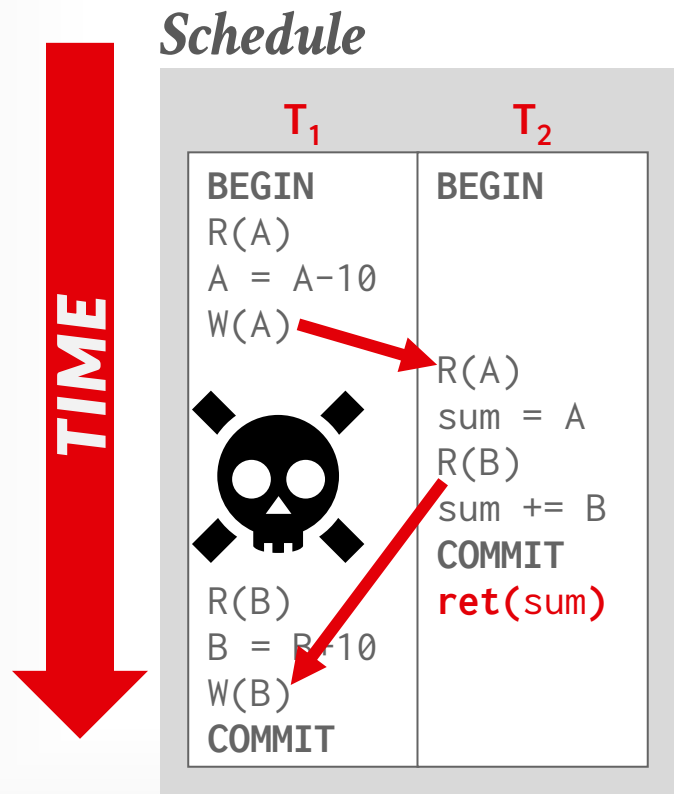 Schedule
TIME
T1 T2
BEGIN BEGIN
R(A)
A = A-10
W(A)
R(A)
sum = A
R(B)
sum += B
COMMIT
R(B) ret(sum)
B = B+10
W(B)
COMMIT